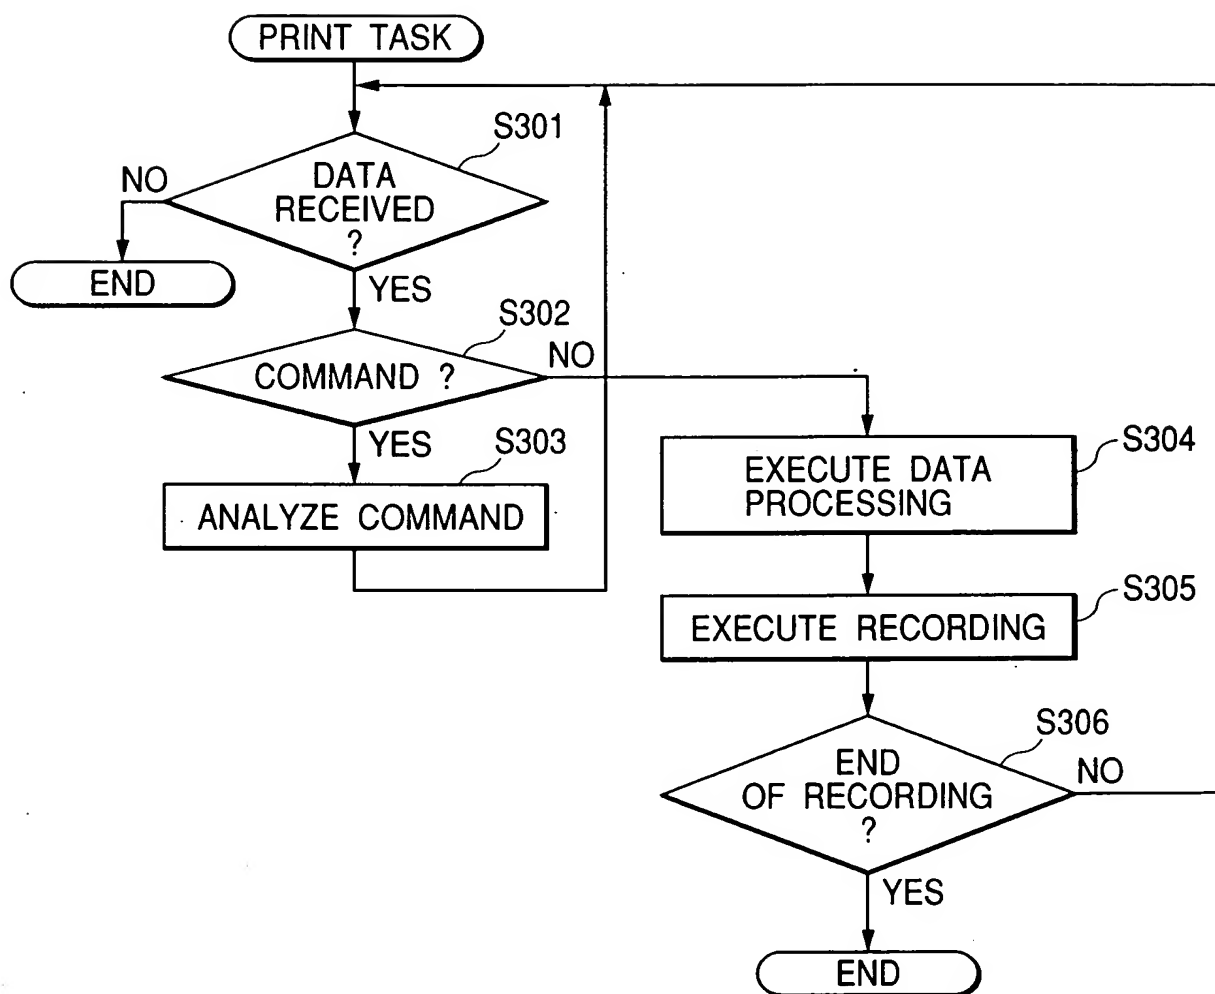 PRINT TASK
S301
DATA
RECEIVED
?
NO
END
YES
S302
COMMAND ?
NO
YES
S303
ANALYZE COMMAND
S304
EXECUTE DATA
PROCESSING
S305
EXECUTE RECORDING
S306
END
OF RECORDING
?
NO
YES
END